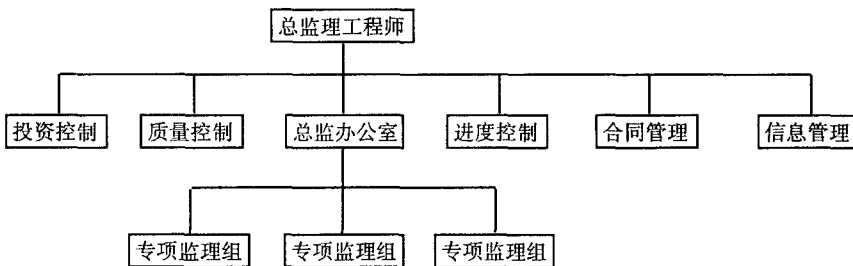 总监理工程师
投资控制 质量控制 总监办公室 进度控制 合同管理 信息管理
专项监理组 专项监理组 专项监理组